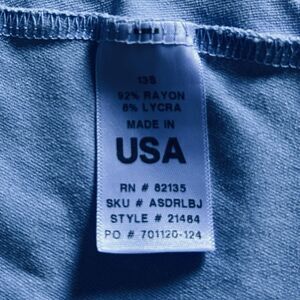 13S
92% RAYON
8% LYCRA
MADE IN
USA
RN # 82135
SKU # ASDRLBJ
STYLE # 21484
PO # 701120-124